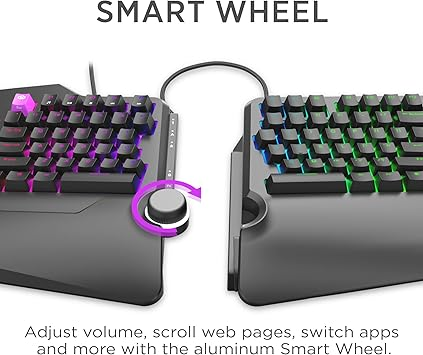 SMART WHEEL
Adjust volume, scroll web pages, switch apps
and more with the aluminum Smart Wheel.